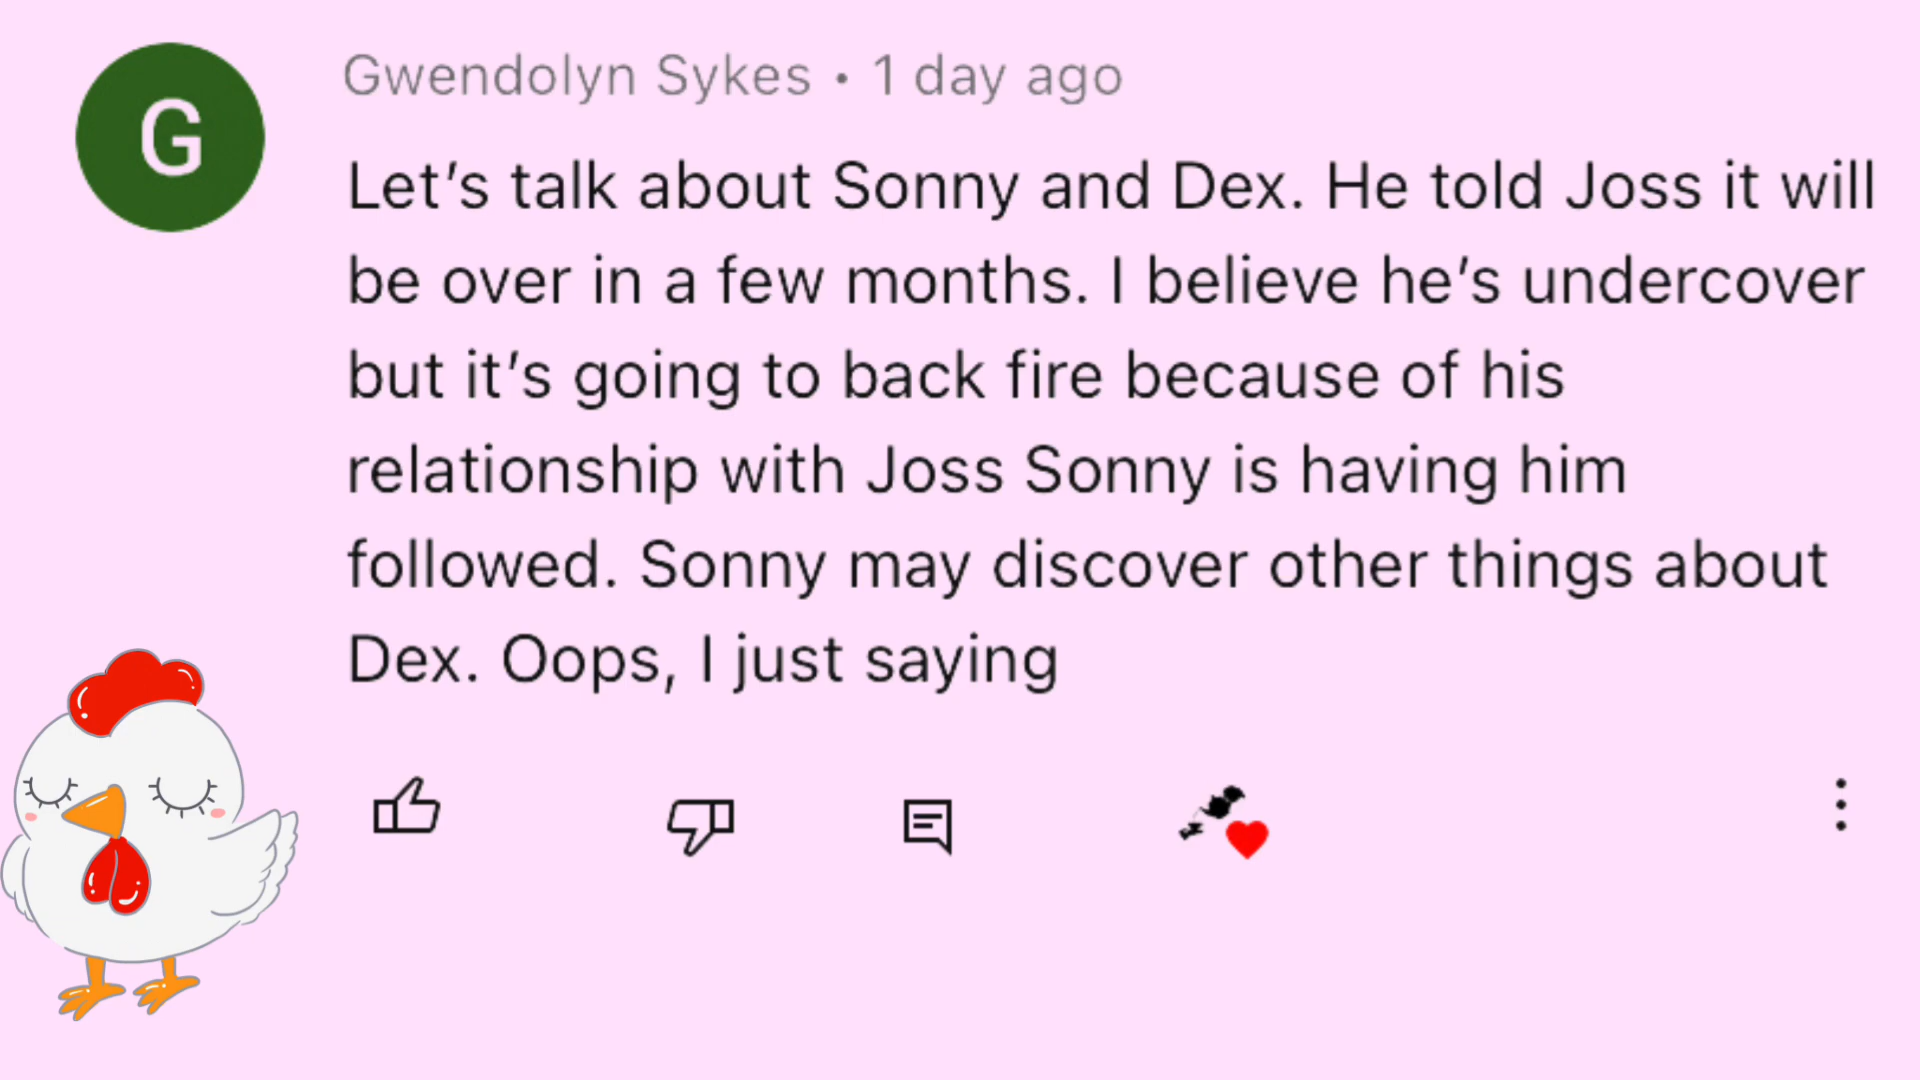 G
Gwendolyn Sykes • 1 day ago
Let’s talk about Sonny and Dex. He told Joss it will
be over in a few months. I believe he’s undercover
but it’s going to back fire because of his
relationship with Joss Sonny is having him
followed. Sonny may discover other things about
Dex. Oops, I just saying